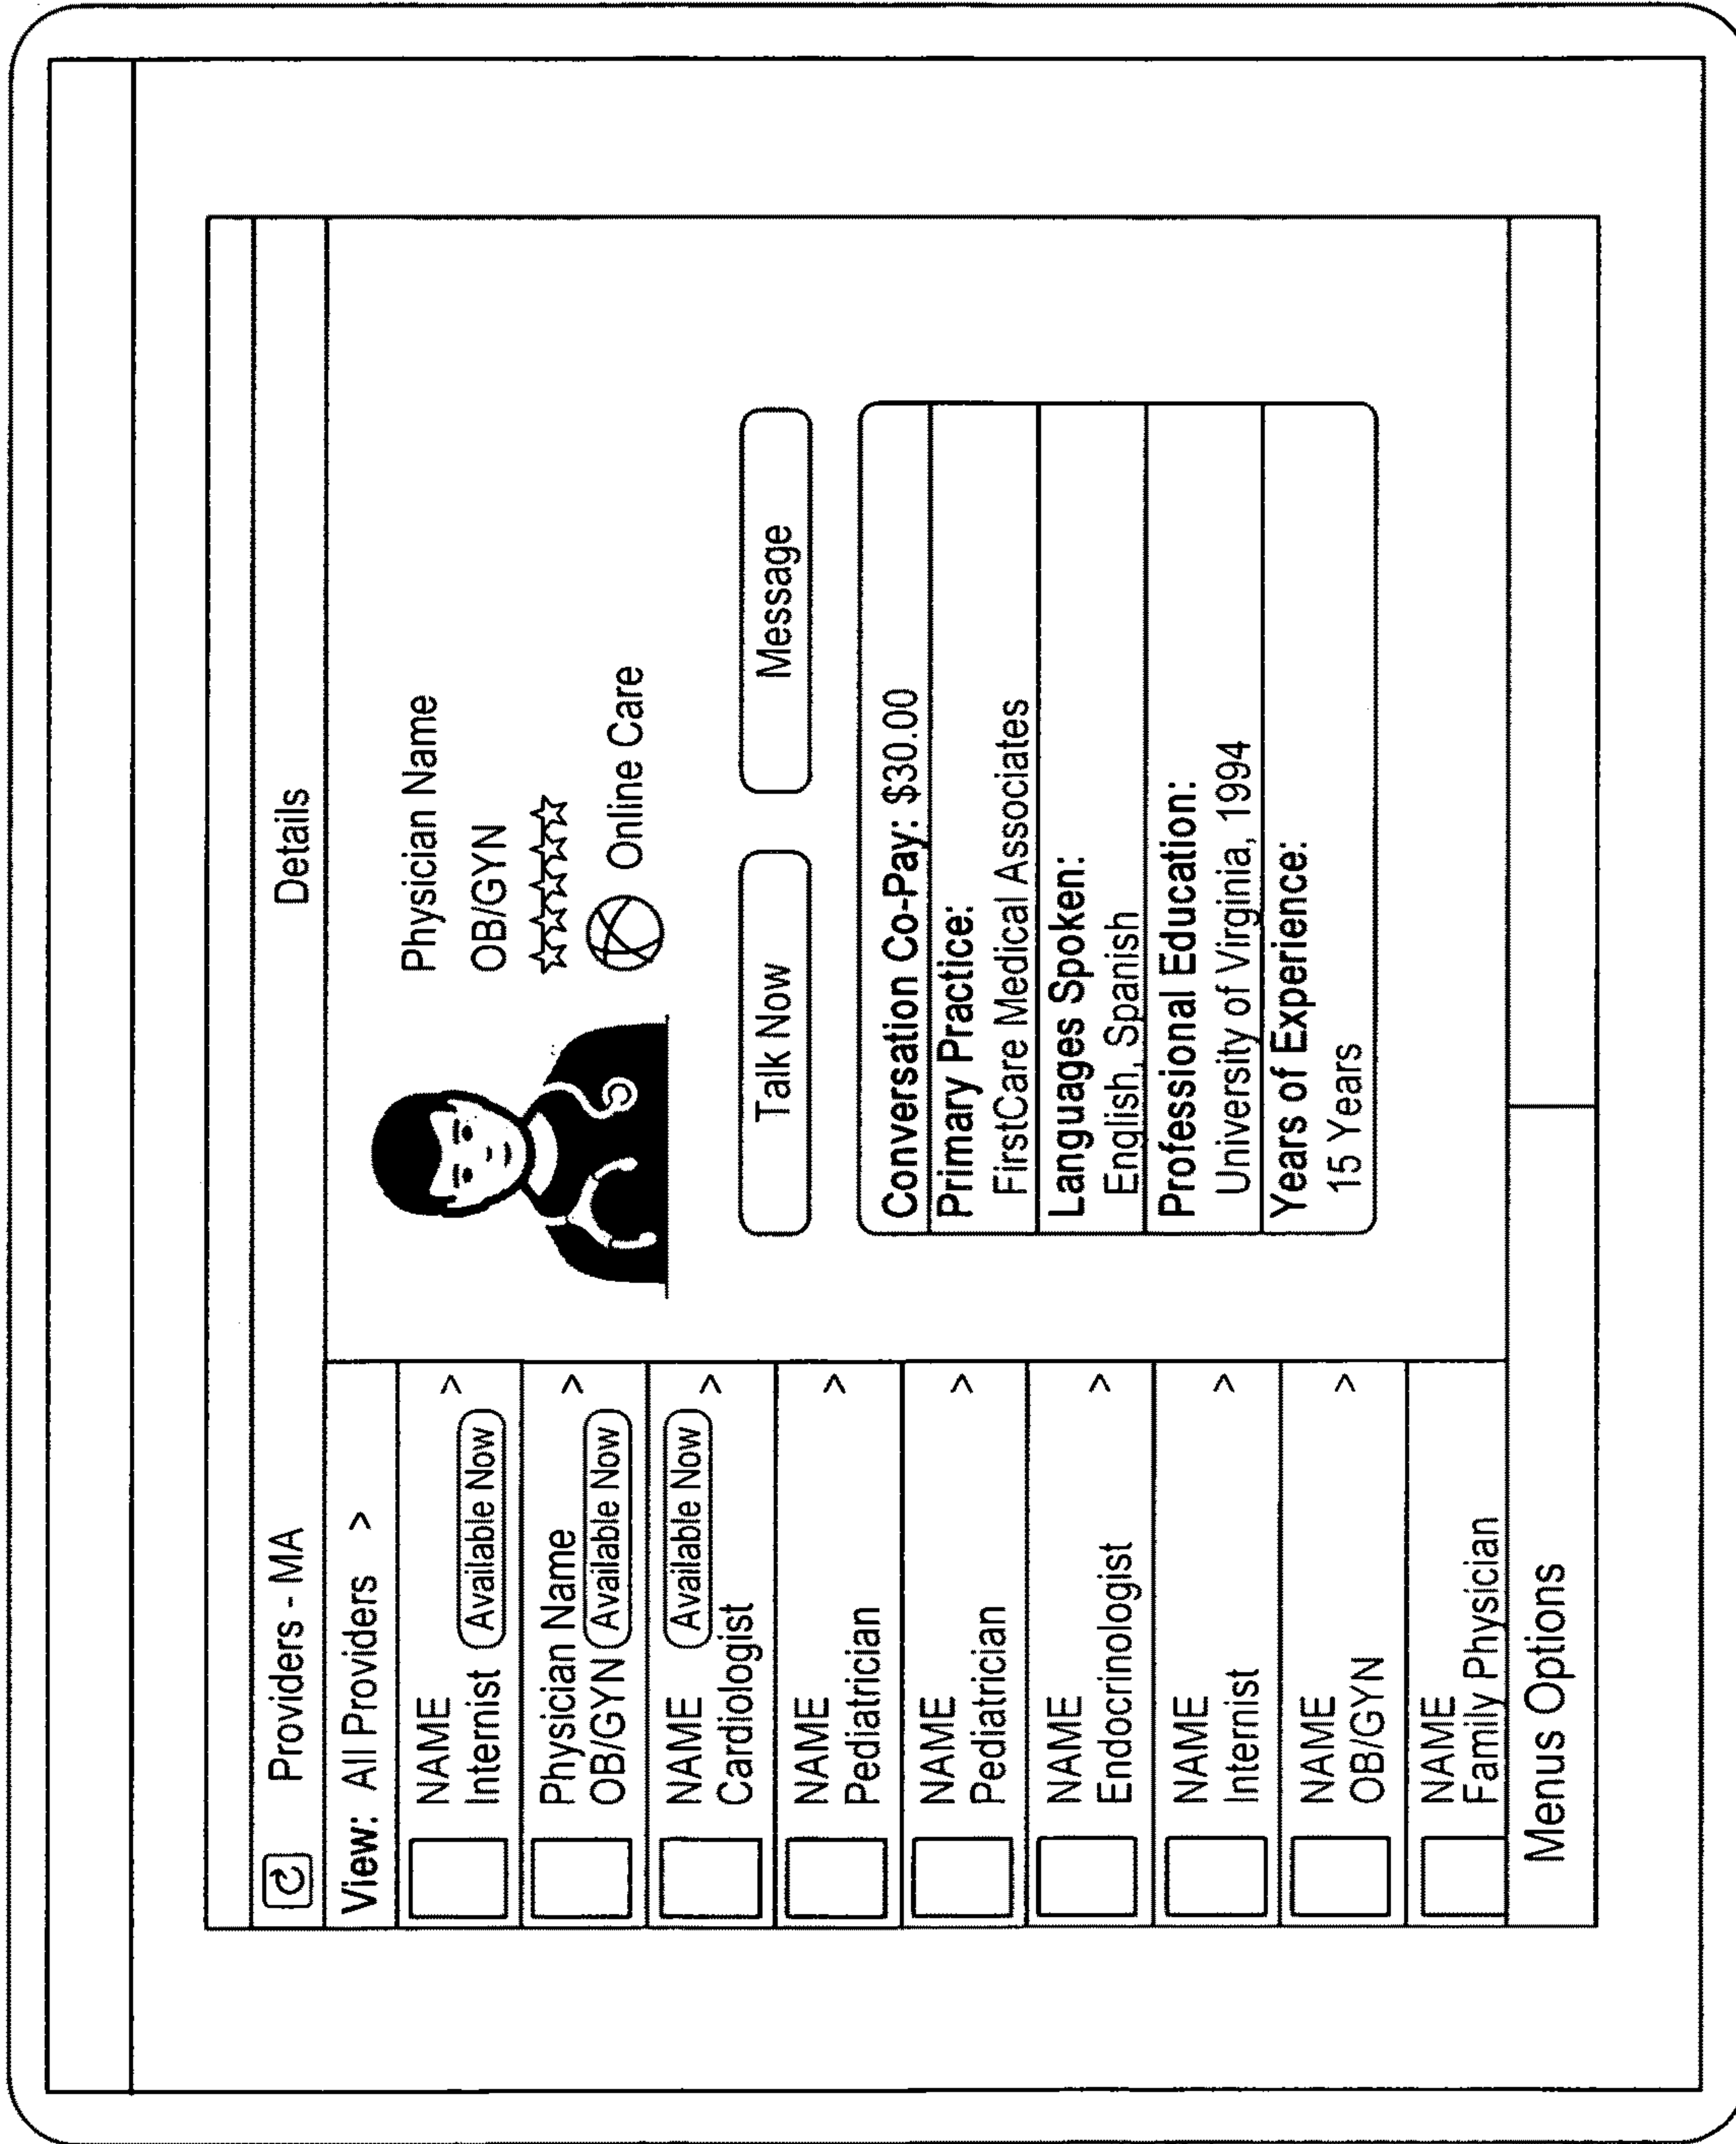 Providers - MA
Details
View: All Providers >
NAME >
Internist Available Now
Physician Name >
OB/GYN Available Now
NAME Available Now >
Cardiologist
NAME >
Pediatrician
NAME >
Pediatrician
NAME >
Endocrinologist
NAME >
Internist
NAME >
OB/GYN
NAME
Family Physician
Menus Options
Physician Name
OB/GYN
Online Care
Talk Now
Message
Conversation Co-Pay: $30.00
Primary Practice:
FirstCare Medical Associates
Languages Spoken:
English, Spanish
Professional Education:
University of Virginia, 1994
Years of Experience:
15 Years